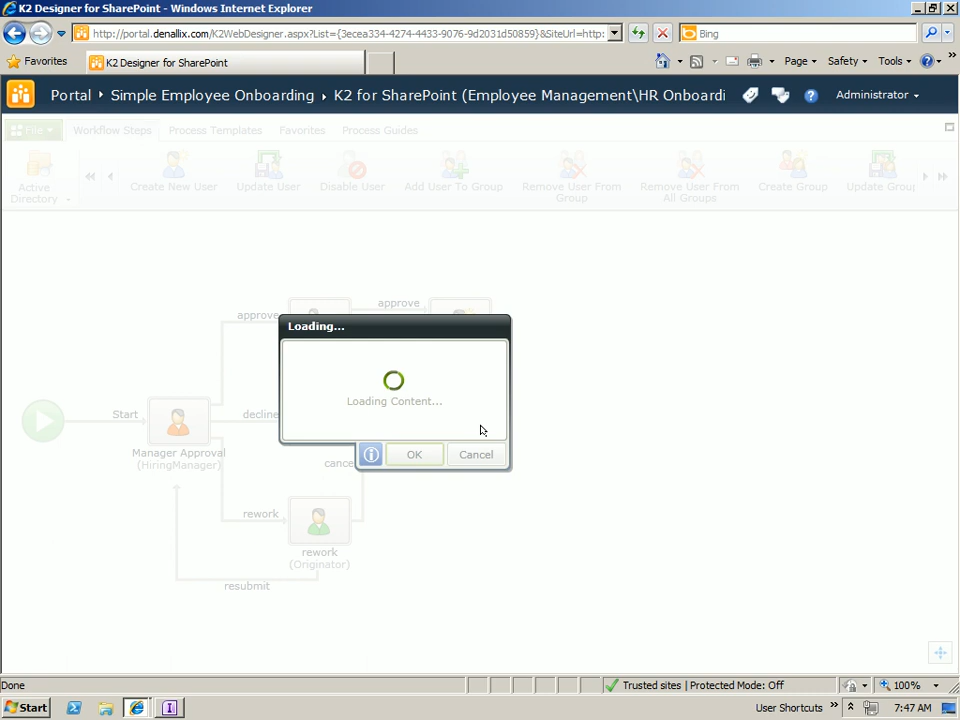 K2 Designer for SharePoint - Windows Internet Explorer
http://portal.denallix.com/K2WebDesigner.aspx?List={3ecea334-4274-4433-9076-9d2031d50859}&SiteUrl=http:
Bing
Favorites
K2 Designer for SharePoint
Page
Safety
Tools
Portal
Simple Employee Onboarding
K2 for SharePoint (Employee Management\HR Onboardi
Administrator
File
Workflow Steps
Process Templates
Favorites
Process Guides
Active Directory
Create New User
Update User
Disable User
Add User To Group
Remove User From Group
Remove User From All Groups
Create Group
Update Group
approve
approve
Loading...
Loading Content...
OK
Cancel
Start
decline
Manager Approval
(HiringManager)
cance
rework
rework
(Originator)
resubmit
Done
Trusted sites | Protected Mode: Off
100%
Start
User Shortcuts
7:47 AM